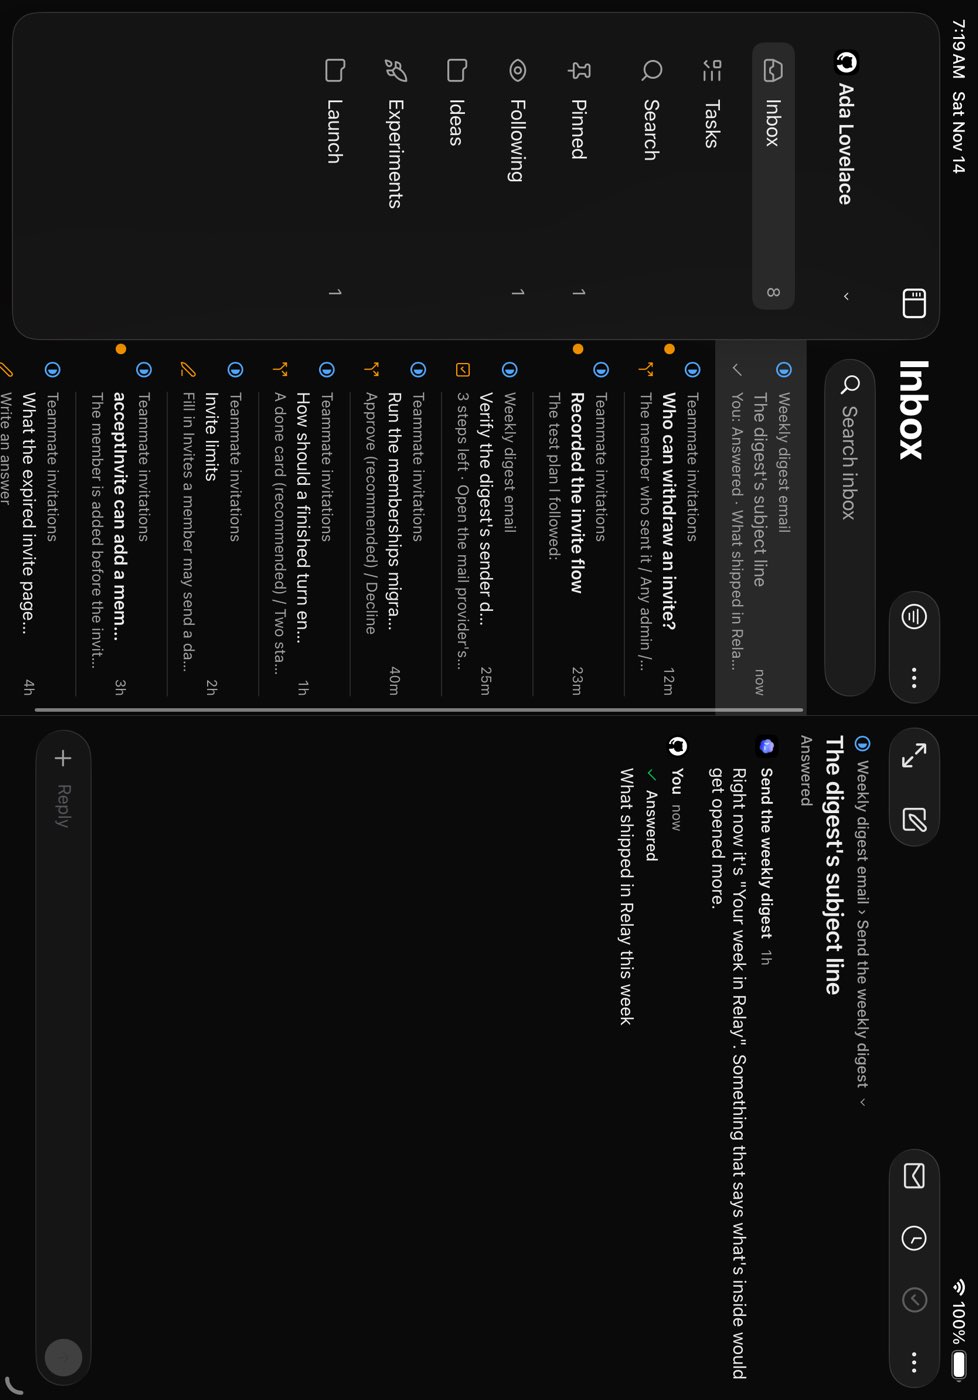 7:19 AM Sat Nov 14
100%
Ada Lovelace
Inbox 8
Tasks
Search
Pinned 1
Following 1
Ideas
Experiments
Launch 1
Inbox
Search inbox
Weekly digest email
The digest's subject line now
You: Answered · What shipped in Rela...
Teammate invitations
Who can withdraw an invite? 12m
The member who sent it / Any admin /...
Teammate invitations
Recorded the invite flow 23m
The test plan I followed:
Weekly digest email
Verify the digest's sender d... 25m
3 steps left · Open the mail provider's...
Teammate invitations
Run the memberships migra... 40m
Approve (recommended) / Decline
Teammate invitations
How should a finished turn en... 1h
A done card (recommended) / Two sta...
Teammate invitations
Invite limits 2h
Fill in Invites a member may send a da...
Teammate invitations
acceptInvite can add a mem... 3h
The member is added before the invit...
Teammate invitations
What the expired invite page... 4h
Write an answer
Weekly digest email › Send the weekly digest
The digest's subject line
Answered
Send the weekly digest 1h
Right now it's "Your week in Relay". Something that says what's inside would
get opened more.
You now
Answered
What shipped in Relay this week
Reply